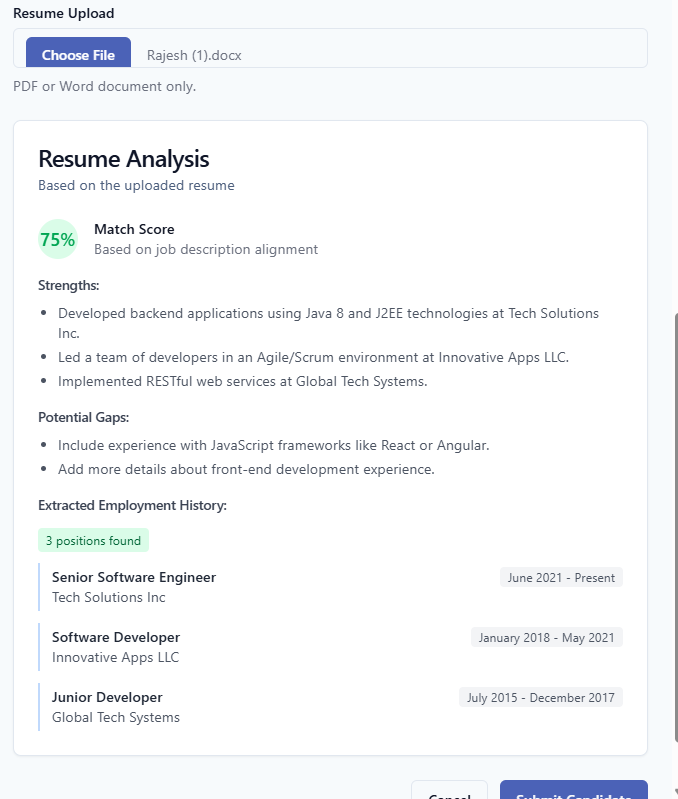 Resume Upload
Choose File Rajesh (1).docx
PDF or Word document only.
Resume Analysis
Based on the uploaded resume
75% Match Score
Based on job description alignment
Strengths:
• Developed backend applications using Java 8 and J2EE technologies at Tech Solutions
Inc.
• Led a team of developers in an Agile/Scrum environment at Innovative Apps LLC.
• Implemented RESTful web services at Global Tech Systems.
Potential Gaps:
• Include experience with JavaScript frameworks like React or Angular.
• Add more details about front-end development experience.
Extracted Employment History:
3 positions found
Senior Software Engineer June 2021 - Present
Tech Solutions Inc
Software Developer January 2018 - May 2021
Innovative Apps LLC
Junior Developer July 2015 - December 2017
Global Tech Systems
Cancel Submit Candidate